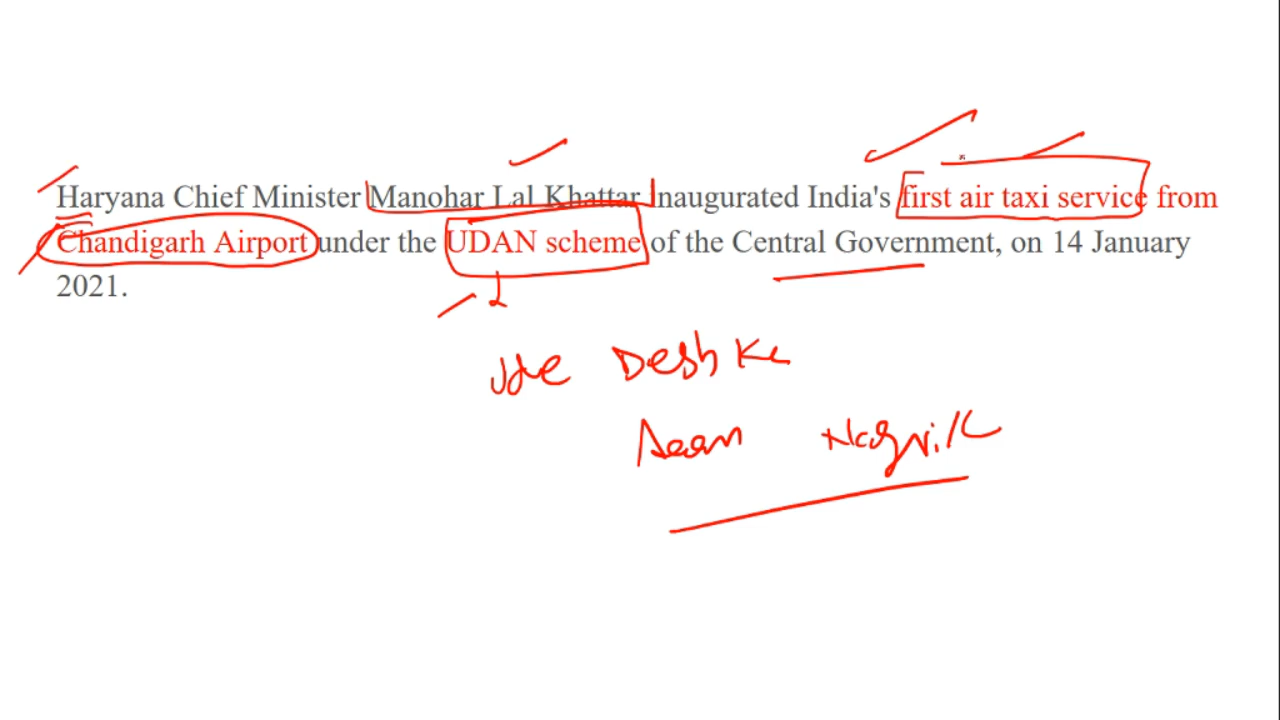 Haryana Chief Minister Manohar Lal Khattar Inaugurated India's first air taxi service from
Chandigarh Airport under the UDAN scheme of the Central Government, on 14 January
2021.
Ude Desh Ke
Aam Nagrik